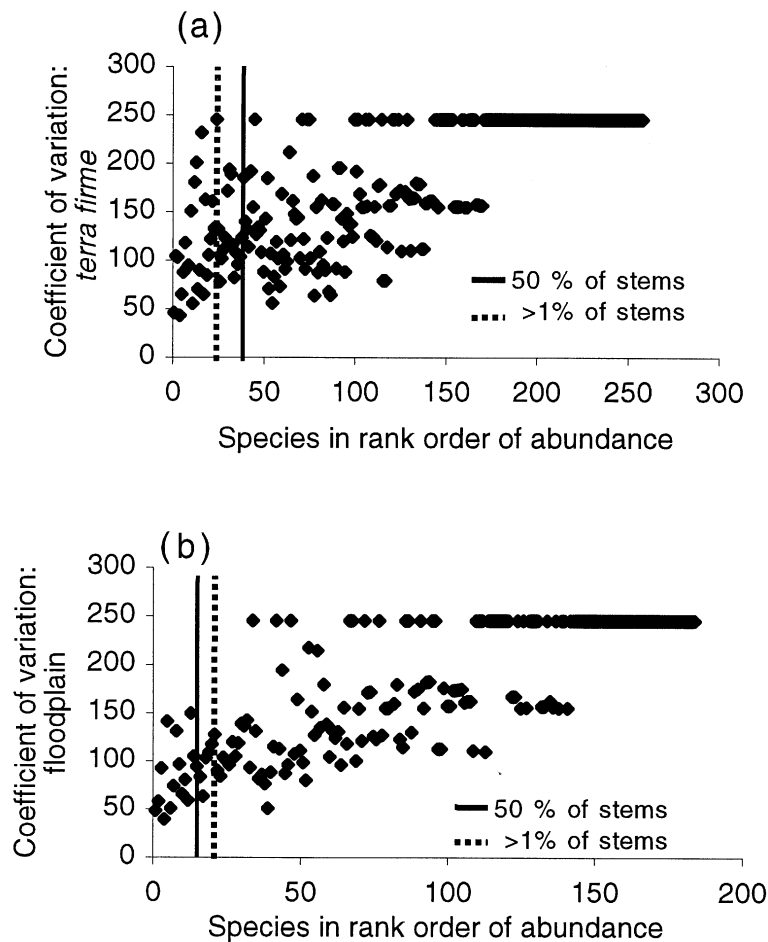 (a)
Coefficient of variation:
terra firme
300
250
200
150
100
50
0
50 % of stems
>1% of stems
0 50 100 150 200 250 300
Species in rank order of abundance
(b)
Coefficient of variation:
floodplain
300
250
200
150
100
50
0
50 % of stems
>1% of stems
0 50 100 150 200
Species in rank order of abundance